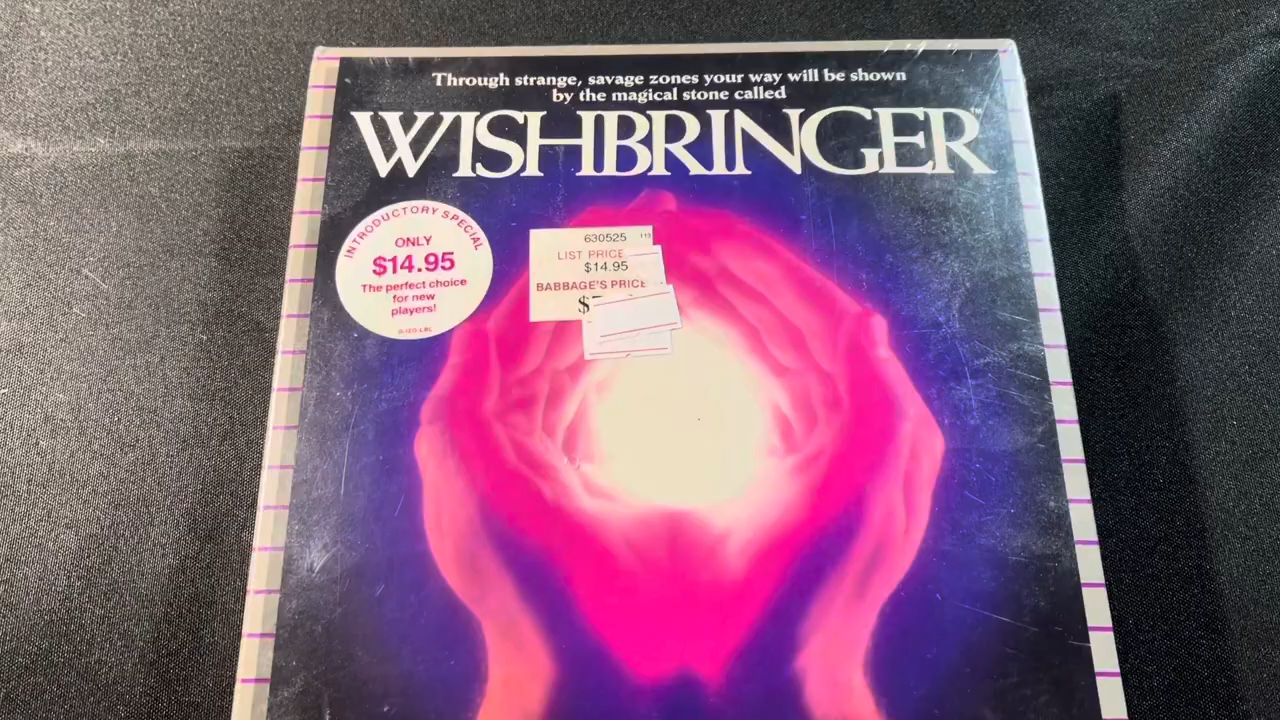 Through strange, savage zones your way will be shown
by the magical stone called
WISHBRINGER
INTRODUCTORY SPECIAL
ONLY
$14.95
The perfect choice
for new
players!
630525
LIST PRICE
$14.95
BABBAGE'S PRICE
$